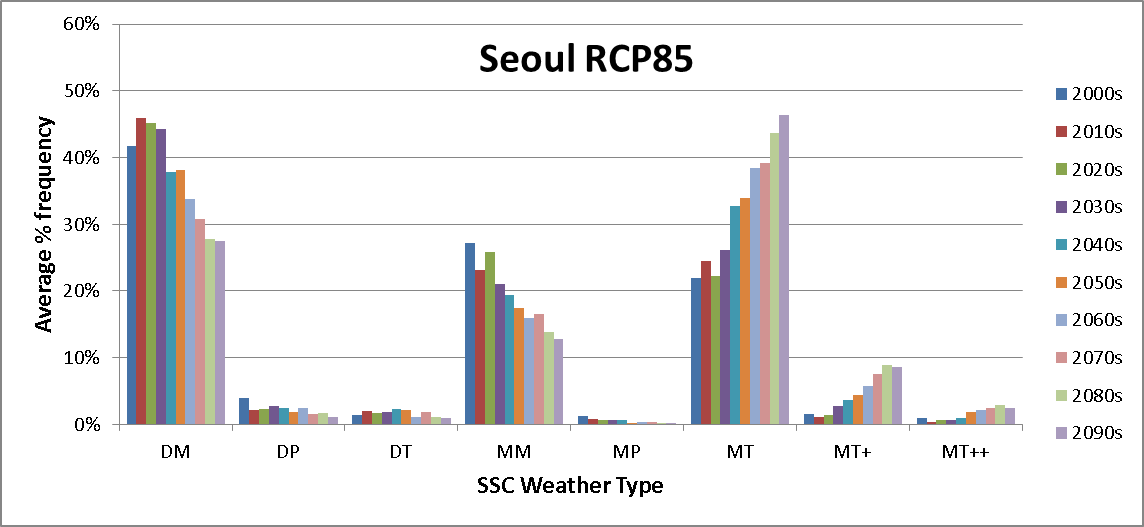 Seoul RCP85
60%
50%
40%
30%
20%
10%
0%
Average % frequency
DM DP DT MM MP MT MT+ MT++
SSC Weather Type
2000s
2010s
2020s
2030s
2040s
2050s
2060s
2070s
2080s
2090s